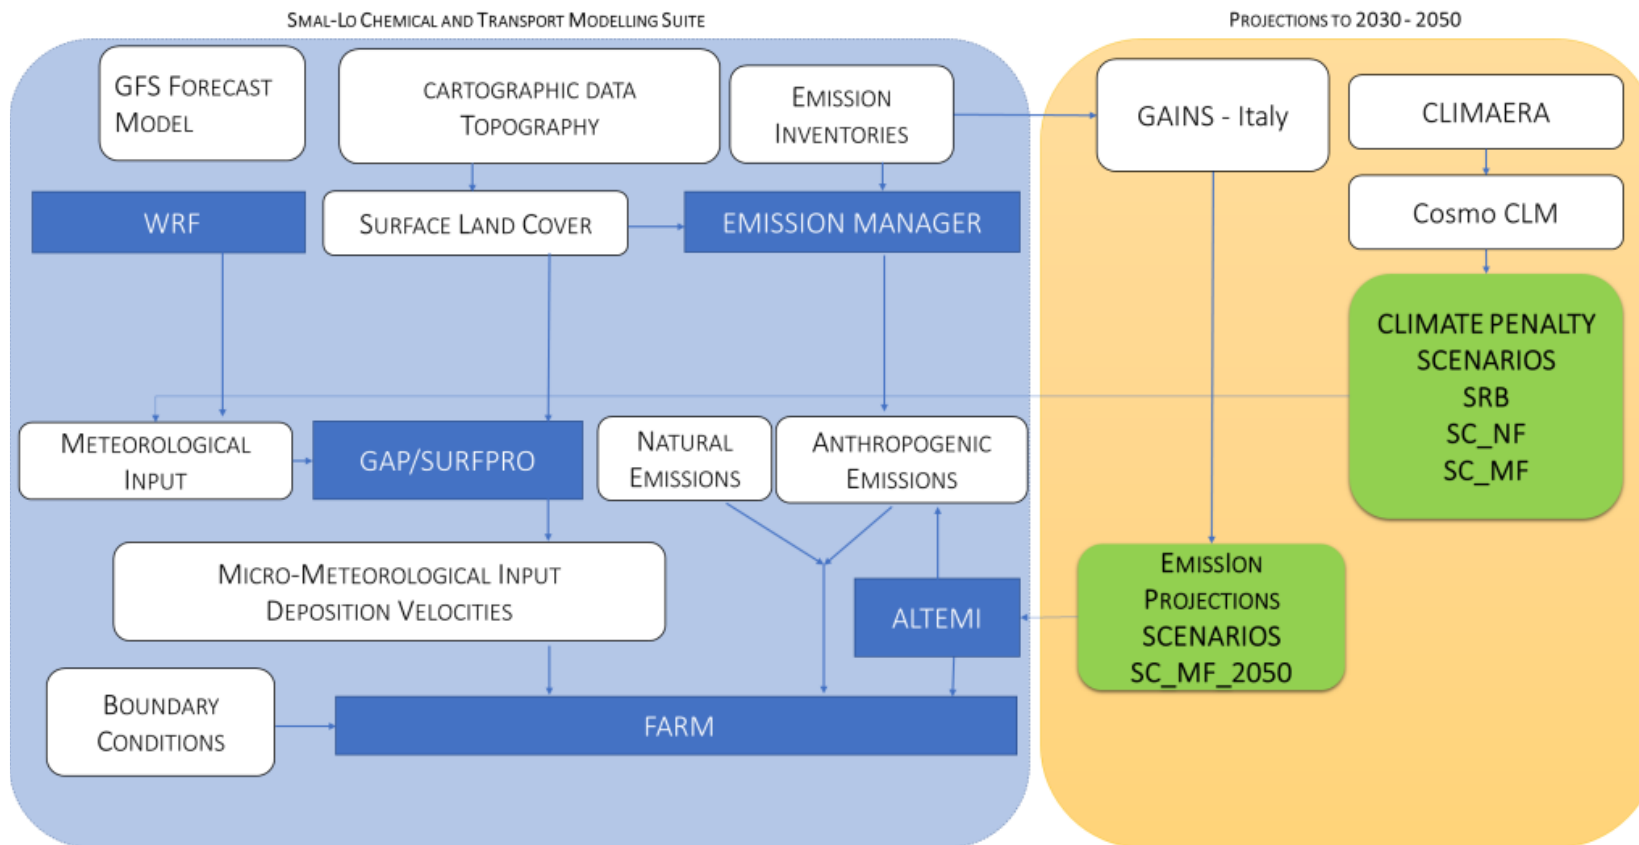 Smal-Lo Chemical and Transport Modelling Suite
Projections to 2030 - 2050
GFS Forecast
Model
cartographic data
Topography
Emission
Inventories
GAINS - Italy
CLIMAERA
WRF
Surface Land Cover
EMISSION MANAGER
Cosmo CLM
CLIMATE PENALTY
SCENARIOS
SRB
SC_NF
SC_MF
Meteorological
Input
GAP/SURFPRO
Natural
Emissions
Anthropogenic
Emissions
Micro-Meteorological Input
Deposition Velocities
ALTEMI
Emission
Projections
SCENARIOS
SC_MF_2050
Boundary
Conditions
FARM